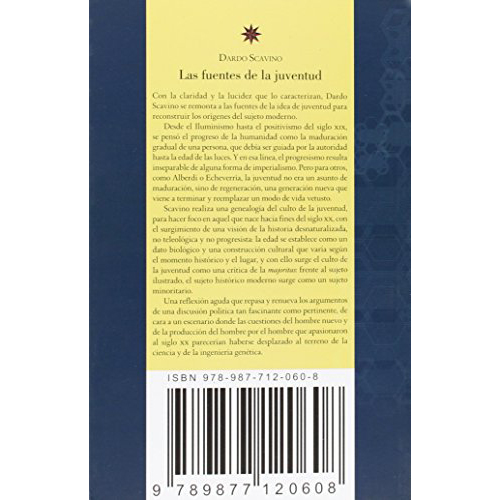 DARDO SCAVINO
Las fuentes de la juventud
Con la claridad y la lucidez que lo caracterizan, Dardo
Scavino se remonta a las fuentes de la idea de juventud para
reconstruir los orígenes del sujeto moderno.
Desde el Iluminismo hasta el positivismo del siglo XIX,
se pensó el progreso de la humanidad como la maduración
gradual de una persona, que debía ser guiada por la autoridad
hasta la edad de las luces. Y en esa línea, el progresismo resulta
inseparable de alguna forma de imperialismo. Pero para otros,
como Alberdi o Echeverría, la juventud no era un asunto de
maduración, sino de regeneración, una generación nueva que
viene a terminar y reemplazar un modo de vida vetusto.
Scavino realiza una genealogía del culto de la juventud,
para hacer foco en aquel que nace hacia fines del siglo XX, con
el surgimiento de una visión de la historia desnaturalizada,
no teleológica y no progresista: la edad se establece como un
dato biológico y una construcción cultural que varía según
el momento histórico y el lugar, y con ello surge el culto de
la juventud como una crítica de la mayoritas: frente al sujeto
ilustrado, el sujeto histórico moderno surge como un sujeto
minoritario.
Una reflexión aguda que repasa y renueva los argumentos
de una discusión política tan fascinante como pertinente, de
cara a un escenario donde las cuestiones del hombre nuevo y
de la producción del hombre por el hombre que apasionaron
al siglo XX parecerían haberse desplazado al terreno de la
ciencia y de la ingeniería genética.
ISBN 978-987-712-060-8
9 789877 120608